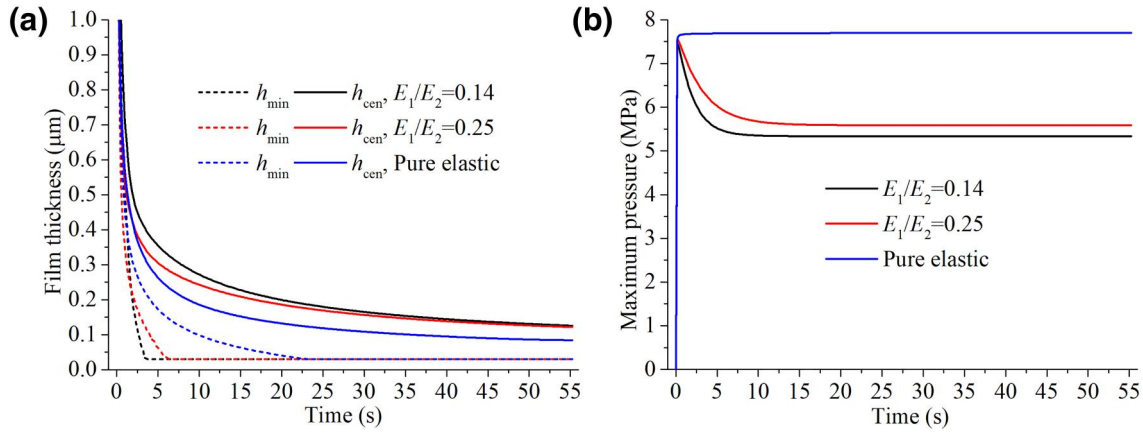 (a)
Film thickness (μm)
1.0
0.9
0.8
0.7
0.6
0.5
0.4
0.3
0.2
0.1
0.0
h_min h_cen, E_1/E_2=0.14
h_min h_cen, E_1/E_2=0.25
h_min h_cen, Pure elastic
0 5 10 15 20 25 30 35 40 45 50 55
Time (s)
(b)
Maximum pressure (MPa)
8
7
6
5
4
3
2
1
0
E_1/E_2=0.14
E_1/E_2=0.25
Pure elastic
0 5 10 15 20 25 30 35 40 45 50 55
Time (s)